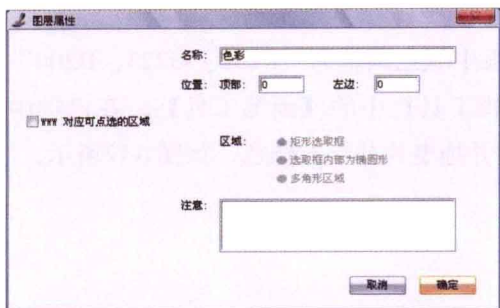 图层属性
名称: 色彩
位置: 顶部: 0 左边: 0
WWW 对应可点选的区域
区域 矩形选取框
选取框内部为椭圆形
多角形区域
注意:
取消 确定